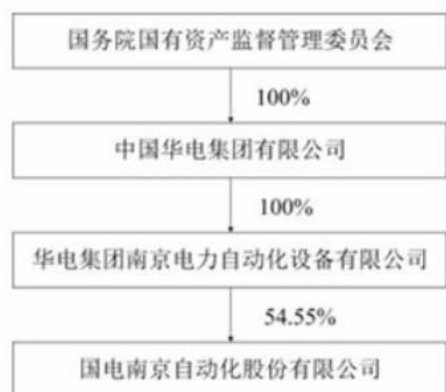 国务院国有资产监督管理委员会
100%
中国华电集团有限公司
100%
华电集团南京电力自动化设备有限公司
54.55%
国电南京自动化股份有限公司